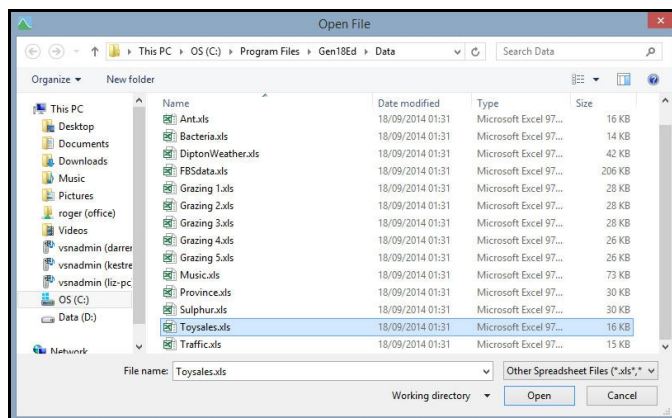 Open File
This PC ▸ OS (C:) ▸ Program Files ▸ Gen18Ed ▸ Data
Search Data
Organize
New folder
Name Date modified Type Size
This PC
Desktop
Documents
Downloads
Music
Pictures
roger (office)
Videos
vsnadmin (darrer
vsnadmin (kestre
vsnadmin (liz-pc
OS (C:)
Data (D:)
Network
Ant.xls 18/09/2014 01:31 Microsoft Excel 97... 16 KB
Bacteria.xls 18/09/2014 01:31 Microsoft Excel 97... 14 KB
DiptonWeather.xls 18/09/2014 01:31 Microsoft Excel 97... 42 KB
FBSdata.xls 18/09/2014 01:31 Microsoft Excel 97... 206 KB
Grazing 1.xls 18/09/2014 01:31 Microsoft Excel 97... 28 KB
Grazing 2.xls 18/09/2014 01:31 Microsoft Excel 97... 28 KB
Grazing 3.xls 18/09/2014 01:31 Microsoft Excel 97... 28 KB
Grazing 4.xls 18/09/2014 01:31 Microsoft Excel 97... 26 KB
Grazing 5.xls 18/09/2014 01:31 Microsoft Excel 97... 26 KB
Music.xls 18/09/2014 01:31 Microsoft Excel 97... 73 KB
Province.xls 18/09/2014 01:31 Microsoft Excel 97... 30 KB
Sulphur.xls 18/09/2014 01:31 Microsoft Excel 97... 30 KB
Toysales.xls 18/09/2014 01:31 Microsoft Excel 97... 16 KB
Traffic.xls 18/09/2014 01:31 Microsoft Excel 97... 15 KB
File name: Toysales.xls
Other Spreadsheet Files (*.xls*,*
Working directory
Open
Cancel